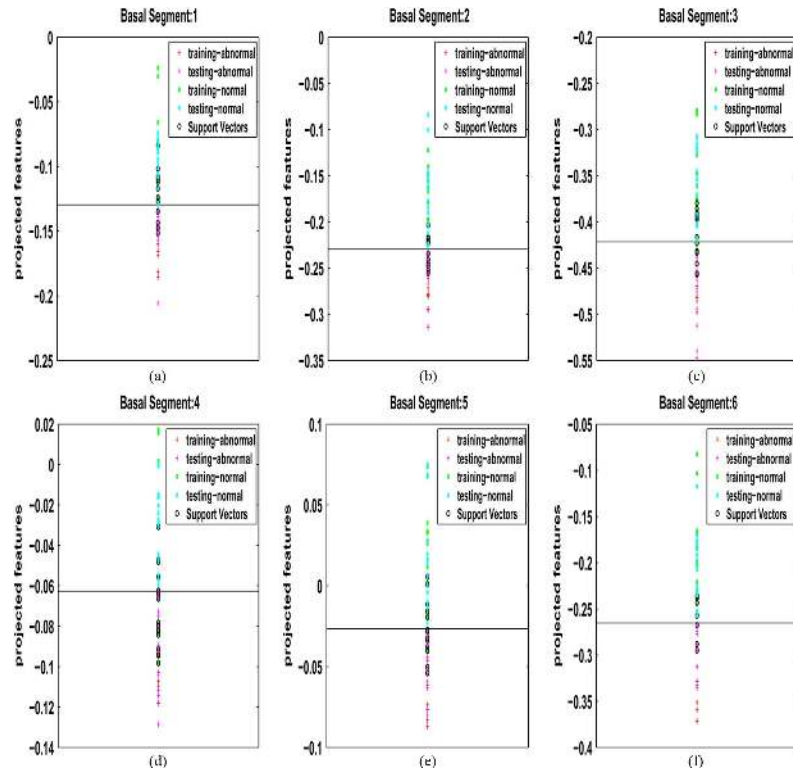 Basal Segment:1
projected features
0
−0.05
−0.1
−0.15
−0.2
−0.25
training−abnormal
testing−abnormal
training−normal
testing−normal
Support Vectors
(a)
Basal Segment:2
projected features
0
−0.05
−0.1
−0.15
−0.2
−0.25
−0.3
−0.35
training−abnormal
testing−abnormal
training−normal
testing−normal
Support Vectors
(b)
Basal Segment:3
projected features
−0.2
−0.25
−0.3
−0.35
−0.4
−0.45
−0.5
−0.55
training−abnormal
testing−abnormal
training−normal
testing−normal
Support Vectors
(c)
Basal Segment:4
projected features
0.02
0
−0.02
−0.04
−0.06
−0.08
−0.1
−0.12
−0.14
training−abnormal
testing−abnormal
training−normal
testing−normal
Support Vectors
(d)
Basal Segment:5
projected features
0.1
0.05
0
−0.05
−0.1
training−abnormal
testing−abnormal
training−normal
testing−normal
Support Vectors
(e)
Basal Segment:6
projected features
−0.05
−0.1
−0.15
−0.2
−0.25
−0.3
−0.35
−0.4
training−abnormal
testing−abnormal
training−normal
testing−normal
Support Vectors
(f)